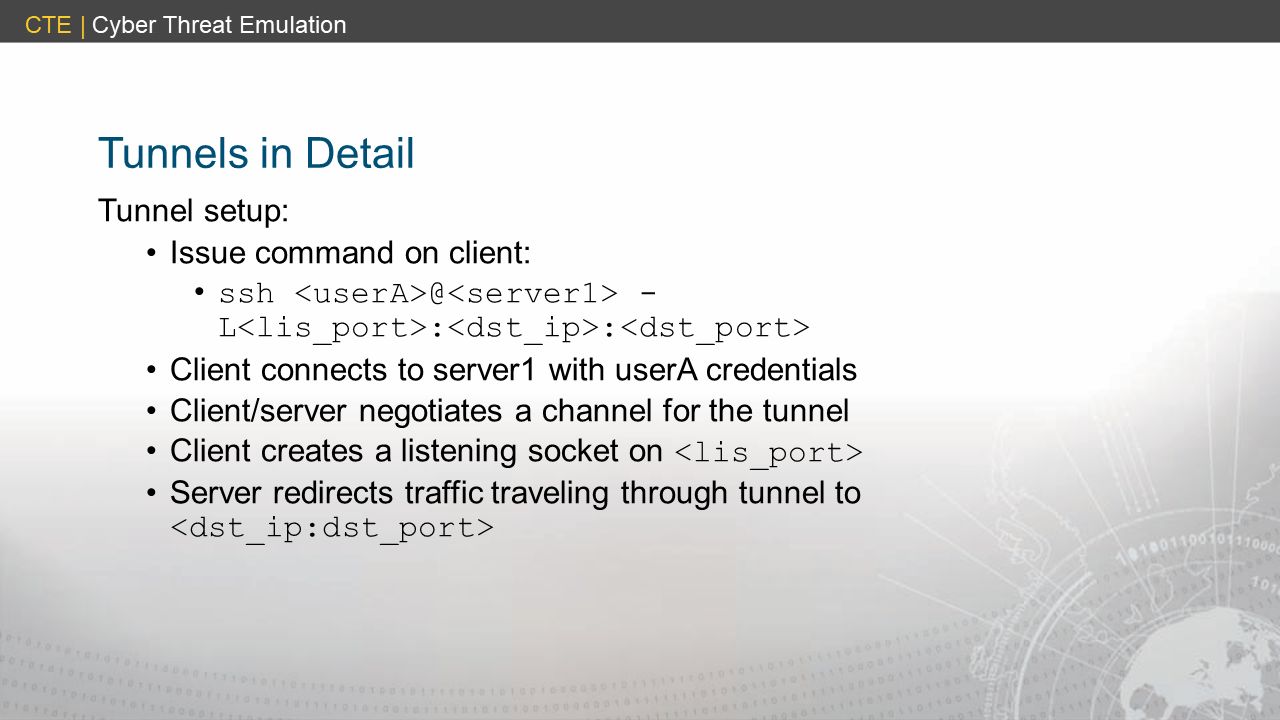 CTE | Cyber Threat Emulation
Tunnels in Detail
Tunnel setup:
• Issue command on client:
• ssh <userA>@<server1> -
L<lis_port>:<dst_ip>:<dst_port>
• Client connects to server1 with userA credentials
• Client/server negotiates a channel for the tunnel
• Client creates a listening socket on <lis_port>
• Server redirects traffic traveling through tunnel to
<dst_ip:dst_port>